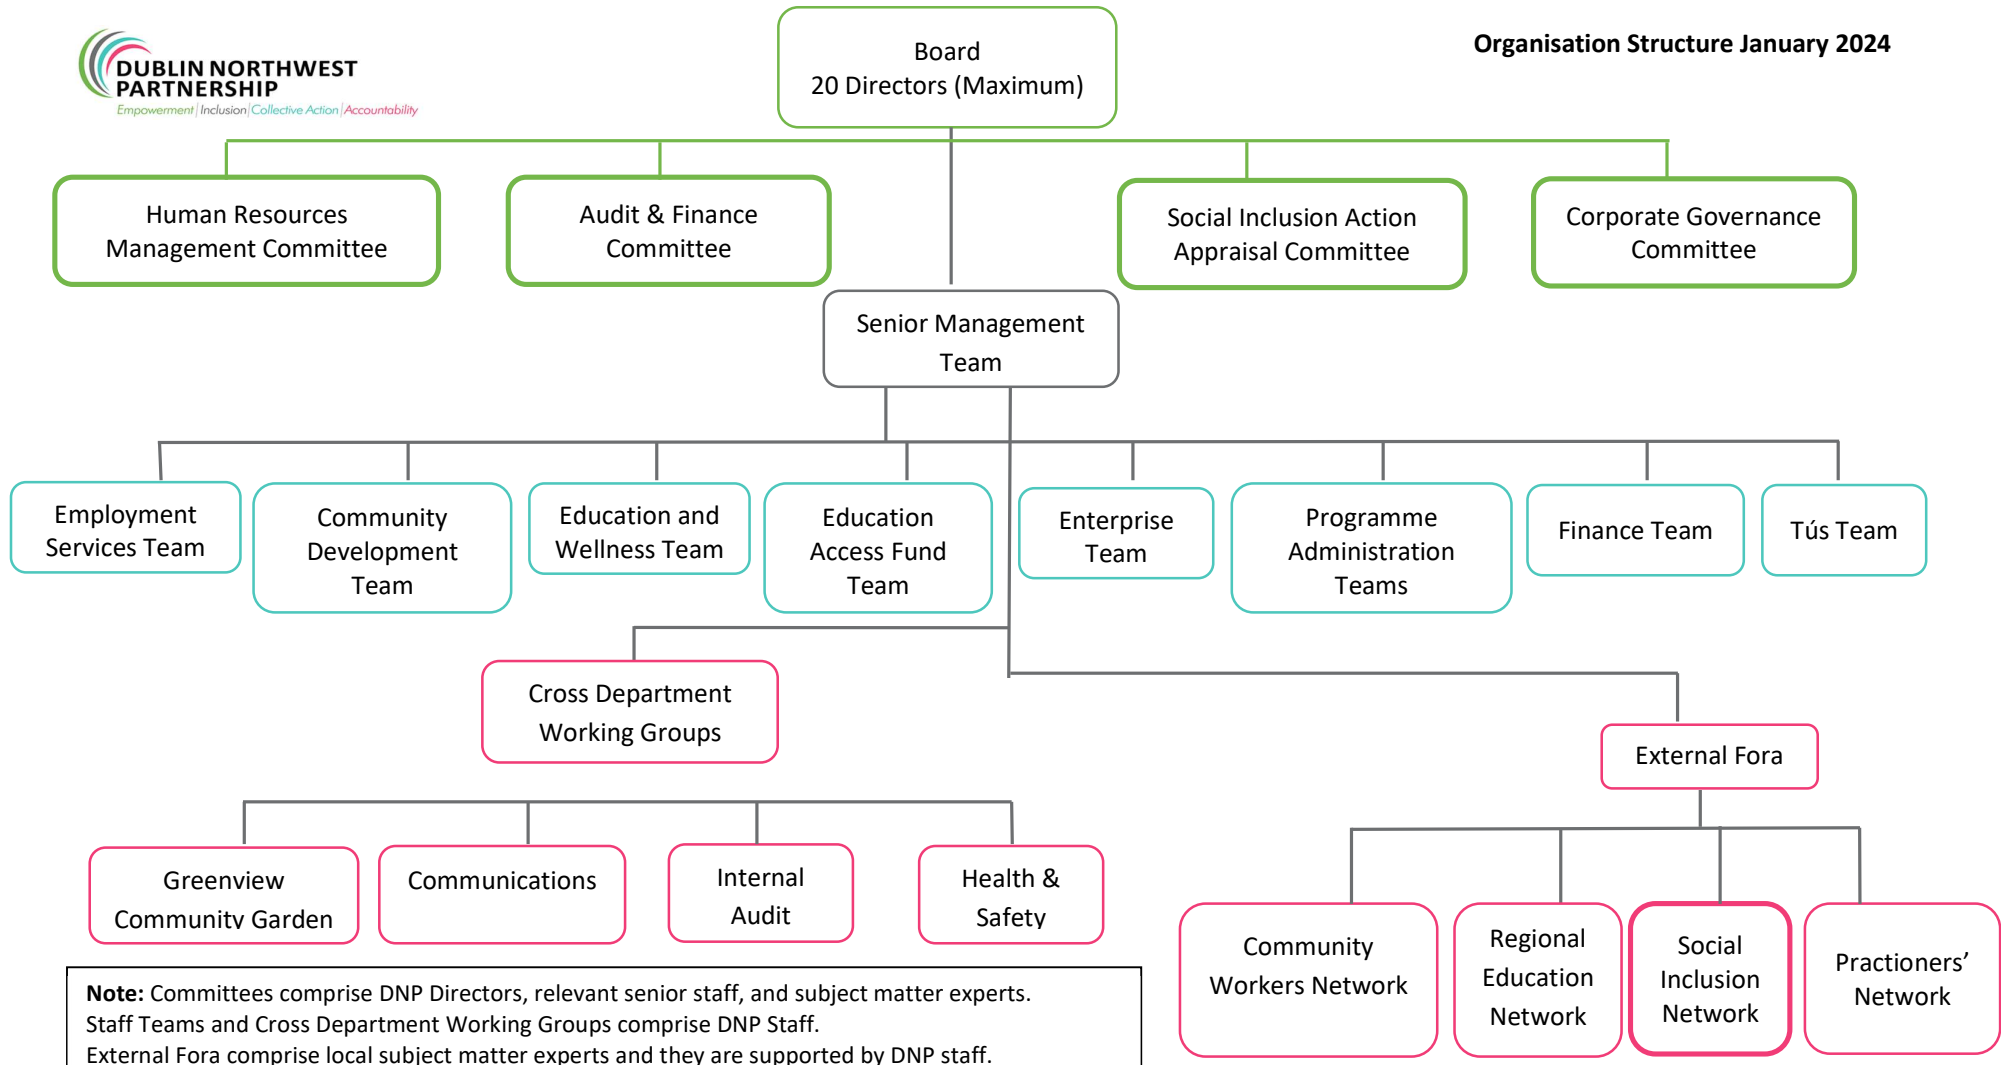 DUBLIN NORTHWEST
PARTNERSHIP
Empowerment | Inclusion | Collective Action | Accountability
Organisation Structure January 2024
Board
20 Directors (Maximum)
Human Resources
Management Committee
Audit & Finance
Committee
Social Inclusion Action
Appraisal Committee
Corporate Governance
Committee
Senior Management
Team
Employment
Services Team
Community
Development
Team
Education and
Wellness Team
Education
Access Fund
Team
Enterprise
Team
Programme
Administration
Teams
Finance Team
Tús Team
Cross Department
Working Groups
External Fora
Greenview
Community Garden
Communications
Internal
Audit
Health &
Safety
Community
Workers Network
Regional
Education
Network
Social
Inclusion
Network
Practioners’
Network
Note: Committees comprise DNP Directors, relevant senior staff, and subject matter experts.
Staff Teams and Cross Department Working Groups comprise DNP Staff.
External Fora comprise local subject matter experts and they are supported by DNP staff.